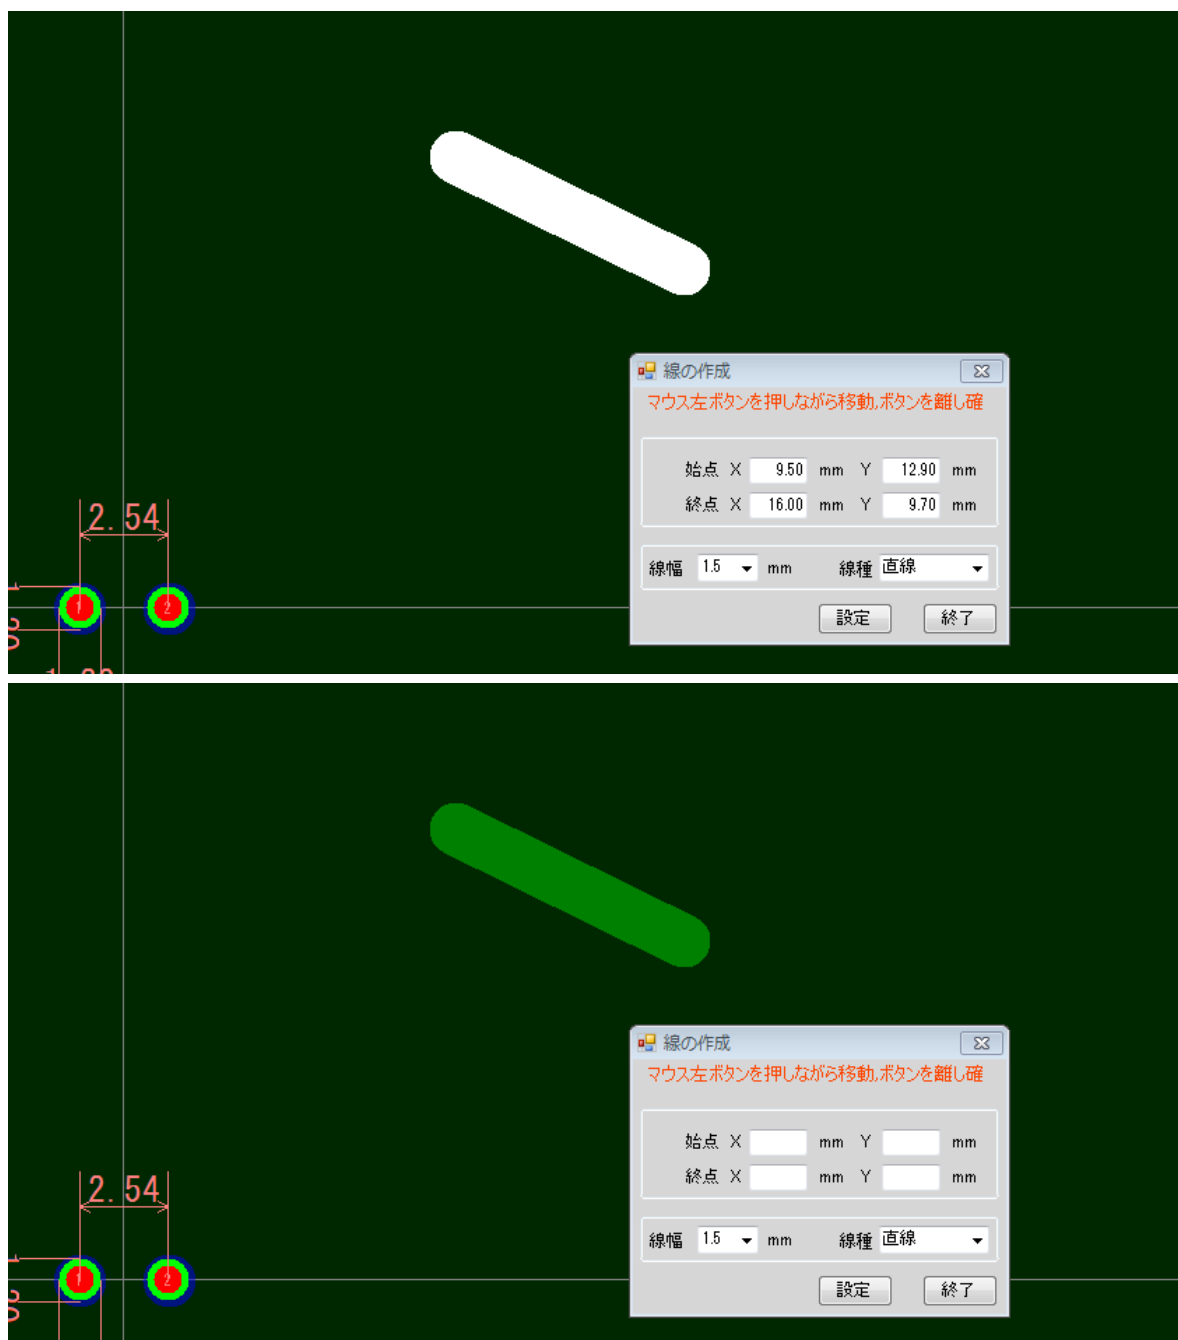 線の作成
マウス左ボタンを押しながら移動,ボタンを離し確
始点 X 9.50 mm Y 12.90 mm
終点 X 16.00 mm Y 9.70 mm
2.54
線幅 1.5 mm 線種 直線
1 2
設定 終了
線の作成
マウス左ボタンを押しながら移動,ボタンを離し確
始点 X mm Y mm
終点 X mm Y mm
2.54
線幅 1.5 mm 線種 直線
1 2
設定 終了